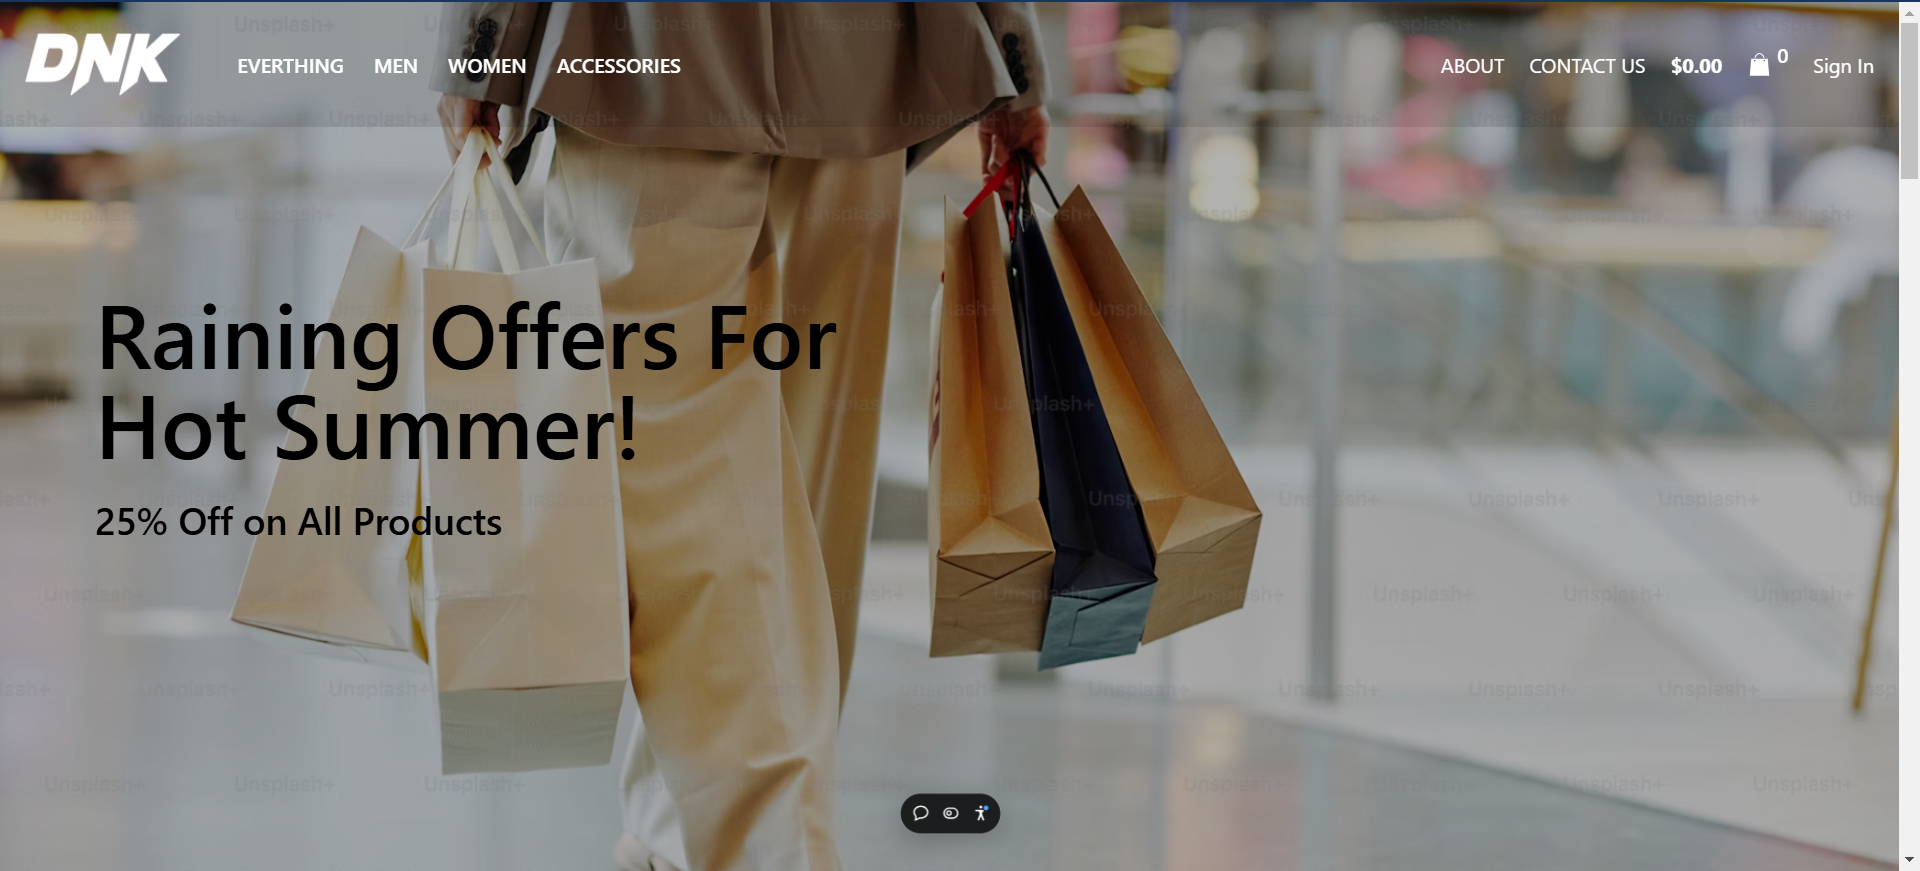 DNK
EVERTHING MEN WOMEN ACCESSORIES ABOUT CONTACT US $0.00 0 Sign In
Raining Offers For
Hot Summer!
25% Off on All Products
Unsplash+